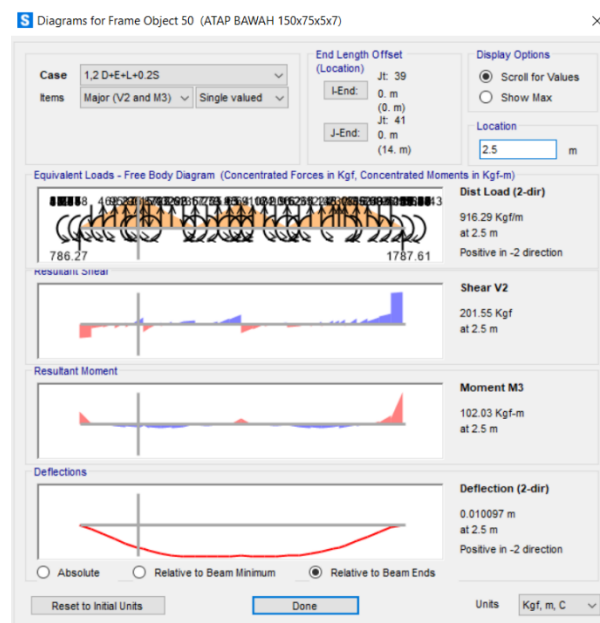 S Diagrams for Frame Object 50 (ATAP BAWAH 150x75x5x7)
Case 1,2 D+E+L+0.2S
Items Major (V2 and M3) Single valued
End Length Offset
(Location)
I-End:
Jt: 39
0. m
(0. m)
J-End:
Jt: 41
0. m
(14. m)
Display Options
Scroll for Values
Show Max
Location
2.5 m
Equivalent Loads - Free Body Diagram (Concentrated Forces in Kgf, Concentrated Moments in Kgf-m)
786.27
1787.61
Dist Load (2-dir)
916.29 Kgf/m
at 2.5 m
Positive in -2 direction
Resultant Shear
Shear V2
201.55 Kgf
at 2.5 m
Resultant Moment
Moment M3
102.03 Kgf-m
at 2.5 m
Deflections
Deflection (2-dir)
0.010097 m
at 2.5 m
Positive in -2 direction
Absolute Relative to Beam Minimum Relative to Beam Ends
Reset to Initial Units Done Units Kgf, m, C